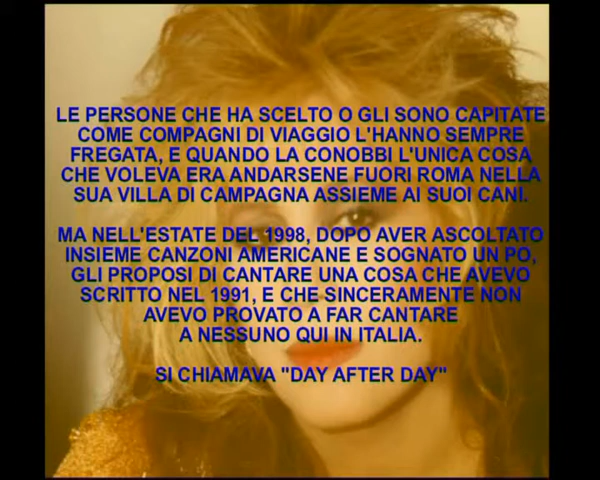 LE PERSONE CHE HA SCELTO O GLI SONO CAPITATE
COME COMPAGNI DI VIAGGIO L'HANNO SEMPRE
FREGATA, E QUANDO LA CONOBBI L'UNICA COSA
CHE VOLEVA ERA ANDARSENE FUORI ROMA NELLA
SUA VILLA DI CAMPAGNA ASSIEME AI SUOI CANI.
MA NELL'ESTATE DEL 1998, DOPO AVER ASCOLTATO
INSIEME CANZONI AMERICANE E SOGNATO UN PO,
GLI PROPOSI DI CANTARE UNA COSA CHE AVEVO
SCRITTO NEL 1991, E CHE SINCERAMENTE NON
AVEVO PROVATO A FAR CANTARE
A NESSUNO QUI IN ITALIA.
SI CHIAMAVA "DAY AFTER DAY"